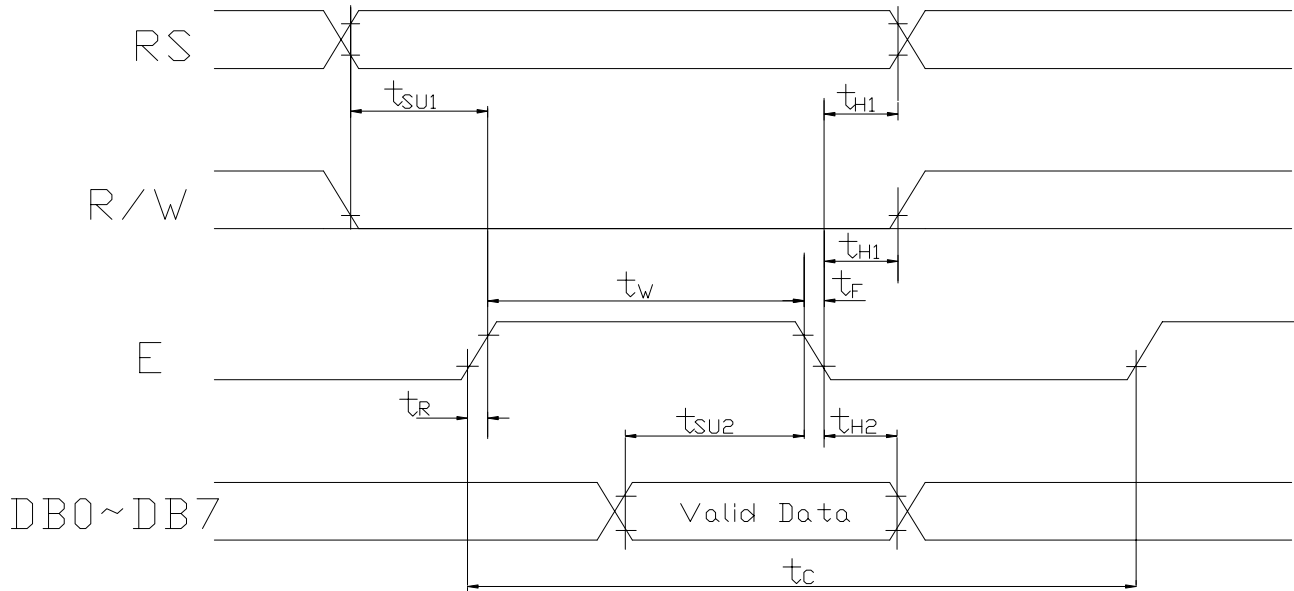 RS
tSU1
tH1
R/W
tH1
tW
tF
E
tR
tSU2
tH2
DB0~DB7
Valid Data
tC